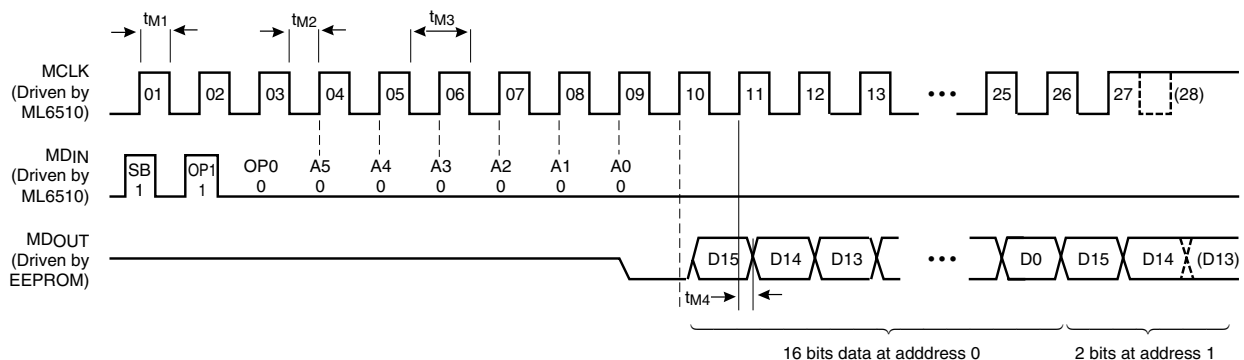 tM1 tM2 tM3
MCLK
(Driven by
ML6510)
01 02 03 04 05 06 07 08 09 10 11 12 13 ••• 25 26 27 (28)
MDIN
(Driven by
ML6510)
SB OP1 OP0 A5 A4 A3 A2 A1 A0
1 1 0 0 0 0 0 0 0
MDOUT
(Driven by
EEPROM)
D15 D14 D13 ••• D0 D15 D14 (D13)
tM4
16 bits data at adddress 0 2 bits at address 1